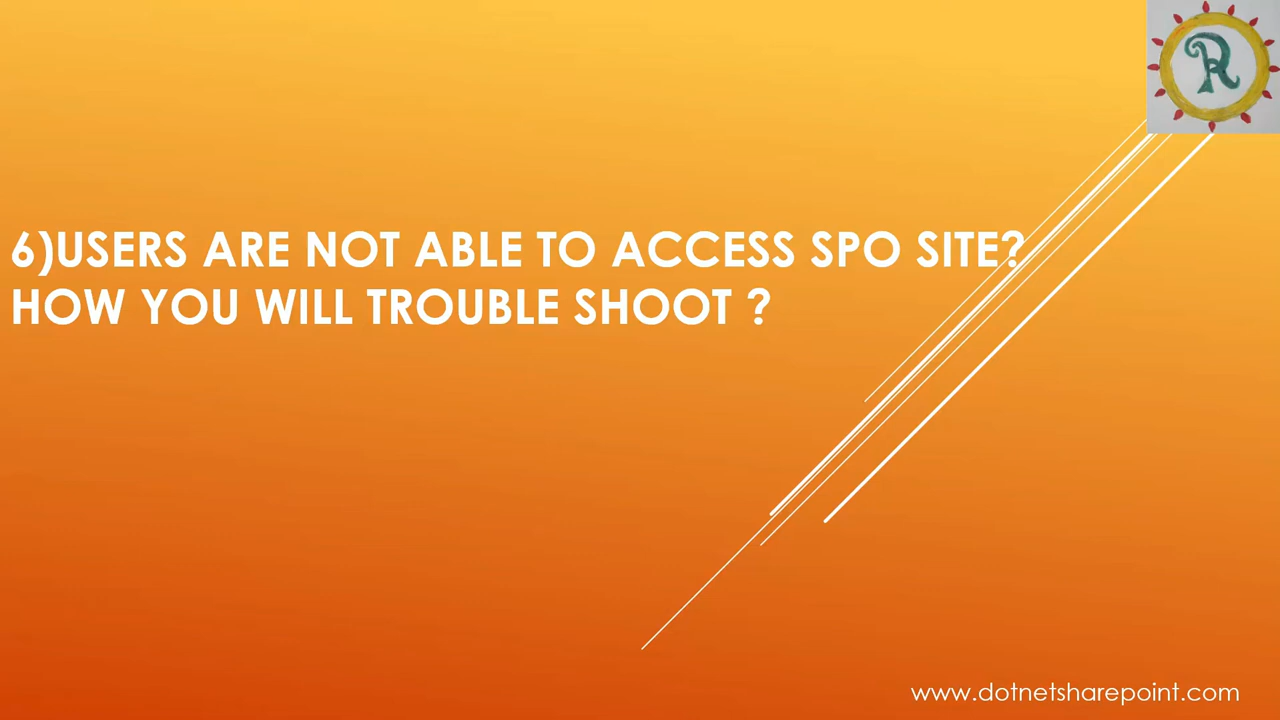 R
6)USERS ARE NOT ABLE TO ACCESS SPO SITE?
HOW YOU WILL TROUBLE SHOOT ?
www.dotnetsharepoint.com